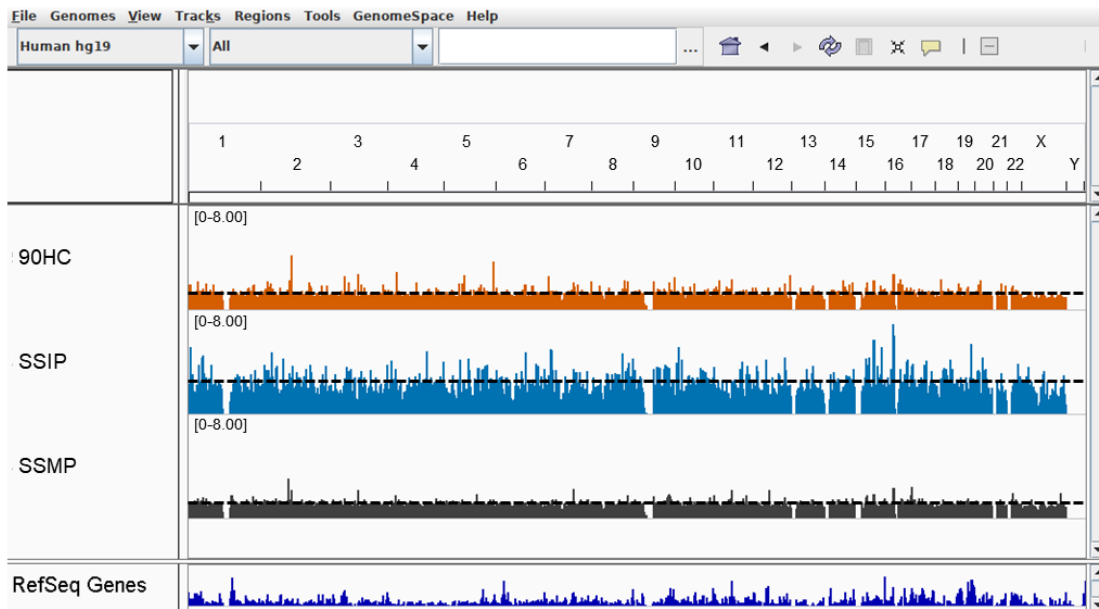 File Genomes View Tracks Regions Tools GenomeSpace Help
Human hg19 All ...
1 3 5 7 9 11 13 15 17 19 21 X
2 4 6 8 10 12 14 16 18 20 22 Y
[0-8.00]
90HC
[0-8.00]
SSIP
[0-8.00]
SSMP
RefSeq Genes